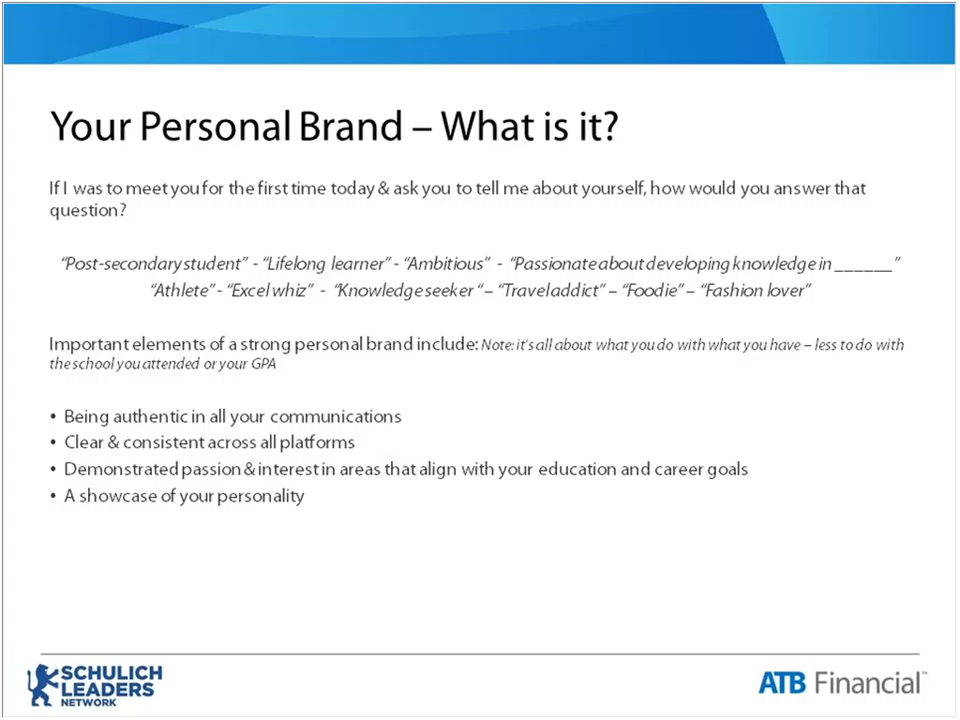 Your Personal Brand – What is it?
If I was to meet you for the first time today & ask you to tell me about yourself, how would you answer that
question?
“Post-secondary student” - “Lifelong learner” - “Ambitious” - “Passionate about developing knowledge in ______”
“Athlete” - “Excel whiz” - “Knowledge seeker “ – “Travel addict” – “Foodie” – “Fashion lover”
Important elements of a strong personal brand include: Note: it's all about what you do with what you have – less to do with
the school you attended or your GPA
• Being authentic in all your communications
• Clear & consistent across all platforms
• Demonstrated passion & interest in areas that align with your education and career goals
• A showcase of your personality
SCHULICH
LEADERS
NETWORK
ATB Financial™